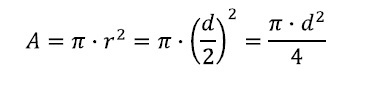 A = π · r² = π · (d/2)² = π · d²/4